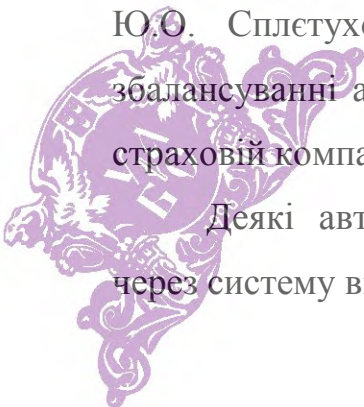 Ю.О. Сплєтухо
збалансуванні а
страховій компа
Деякі авт
через систему в